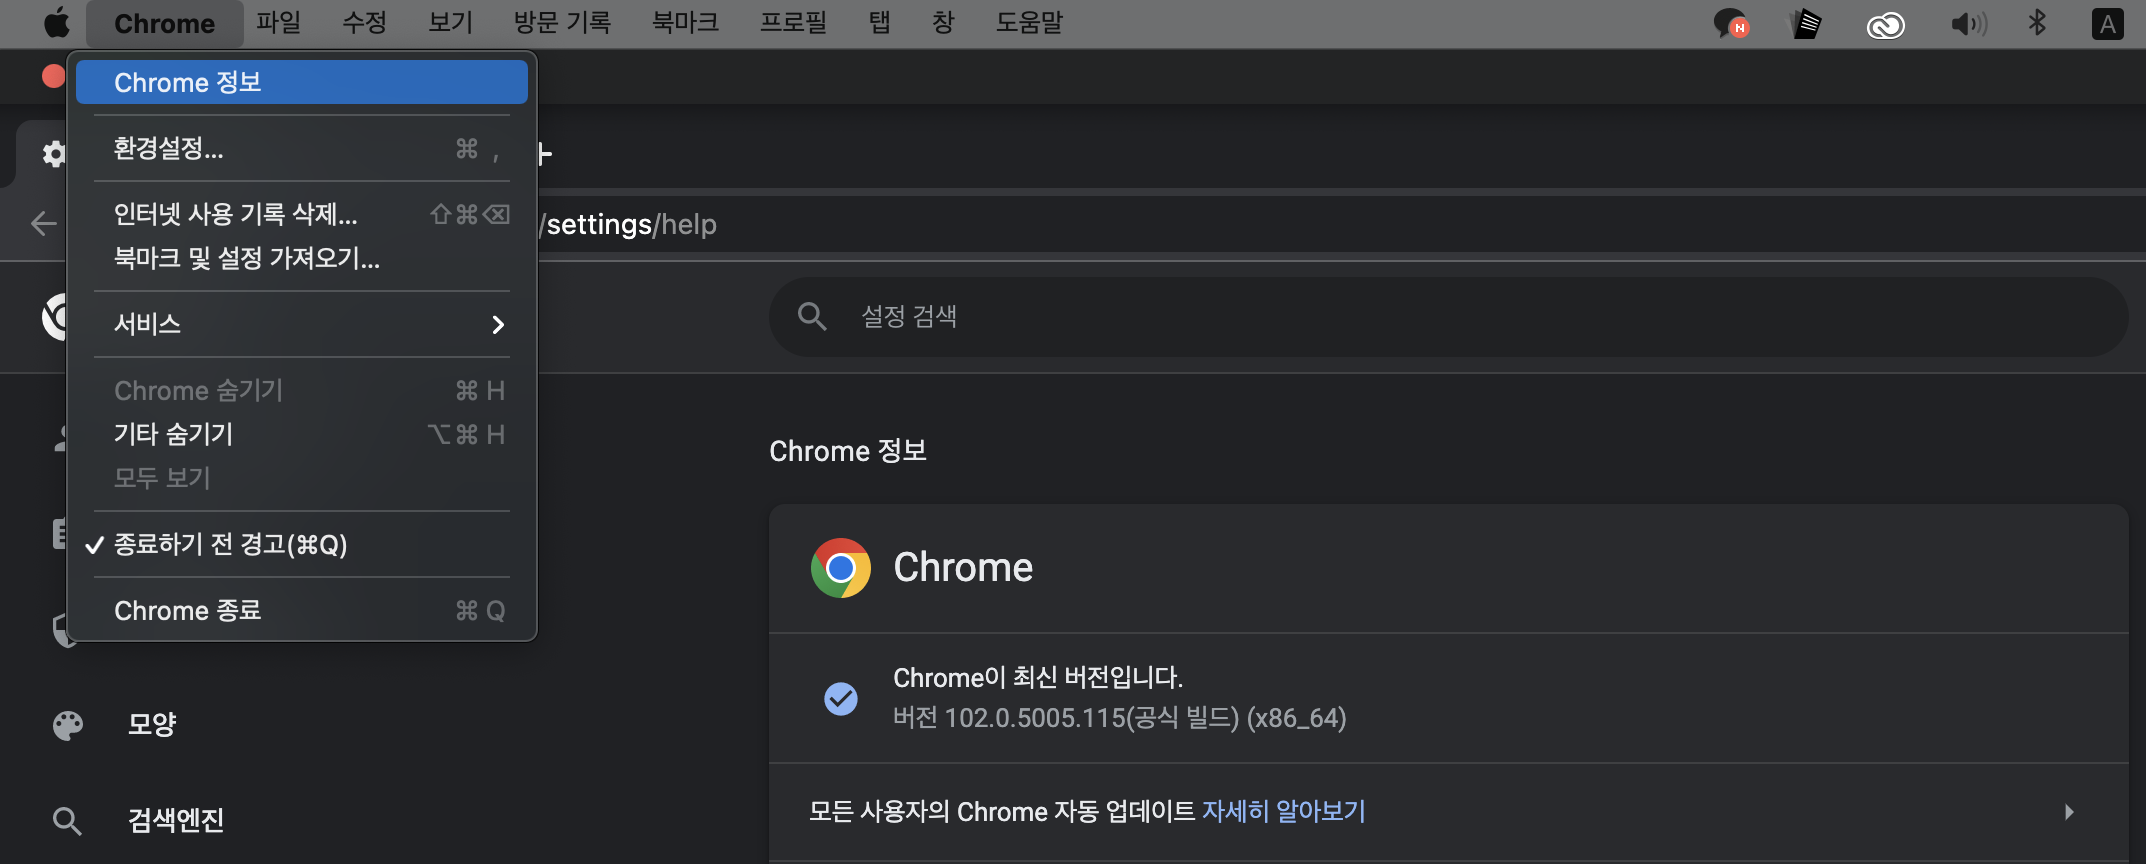 Chrome 파일 수정 보기 방문 기록 북마크 프로필 탭 창 도움말 N A
Chrome 정보
환경설정... ⌘ ,
인터넷 사용 기록 삭제... ⇧⌘⌫
북마크 및 설정 가져오기...
서비스
Chrome 숨기기 ⌘ H
기타 숨기기 ⌥⌘ H
모두 보기
✓ 종료하기 전 경고(⌘Q)
Chrome 종료 ⌘ Q
/settings/help
설정 검색
모양
검색엔진
Chrome 정보
Chrome
Chrome이 최신 버전입니다.
버전 102.0.5005.115(공식 빌드) (x86_64)
모든 사용자의 Chrome 자동 업데이트 자세히 알아보기